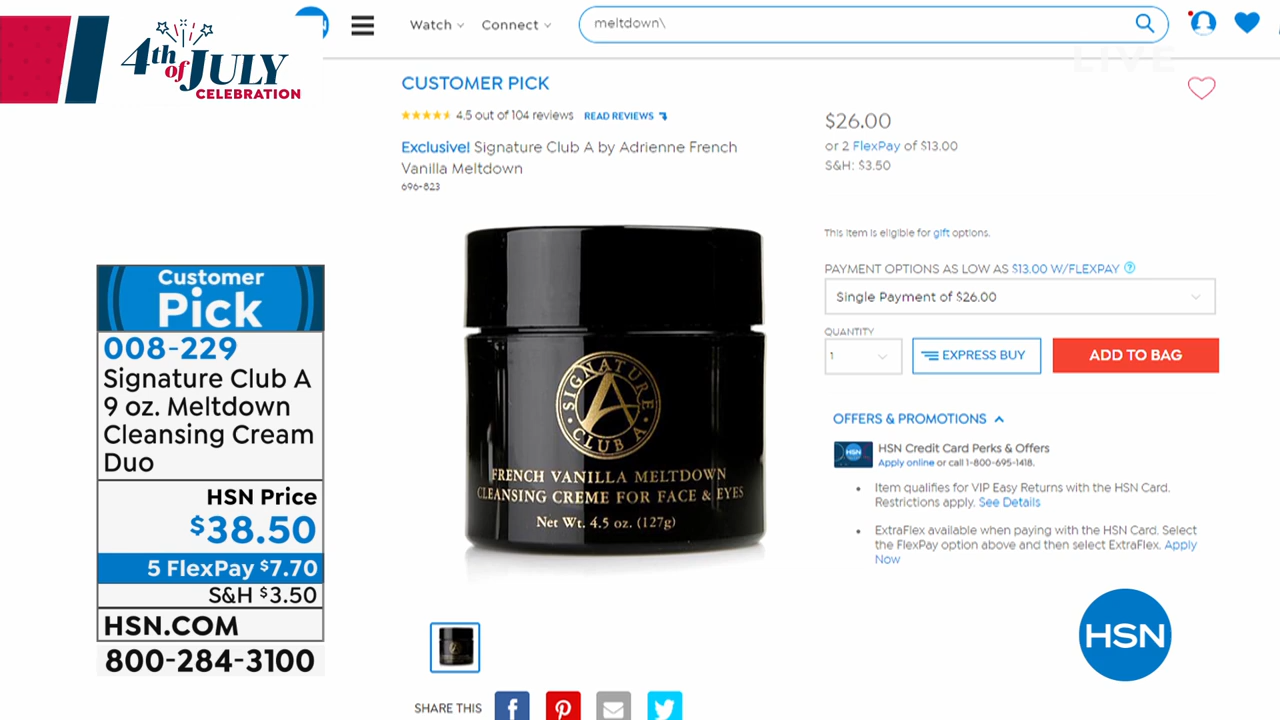 4th
of JULY
CELEBRATION
Watch
Connect
meltdown\
LIVE
CUSTOMER PICK
4.5 out of 104 reviews READ REVIEWS
Exclusive! Signature Club A by Adrienne French
Vanilla Meltdown
696-823
$26.00
or 2 FlexPay of $13.00
S&H: $3.50
This item is eligible for gift options.
PAYMENT OPTIONS AS LOW AS $13.00 W/FLEXPAY ?
Single Payment of $26.00
QUANTITY
1
EXPRESS BUY
ADD TO BAG
OFFERS & PROMOTIONS
HSN
HSN Credit Card Perks & Offers
Apply online or call 1-800-695-1418.
• Item qualifies for VIP Easy Returns with the HSN Card.
Restrictions apply. See Details
• ExtraFlex available when paying with the HSN Card. Select
the FlexPay option above and then select ExtraFlex. Apply
Now
SIGNATURE
A
CLUB A
FRENCH VANILLA MELTDOWN
CLEANSING CREME FOR FACE & EYES
Net Wt. 4.5 oz. (127g)
Customer
Pick
008-229
Signature Club A
9 oz. Meltdown
Cleansing Cream
Duo
HSN Price
$38.50
5 FlexPay $7.70
S&H $3.50
HSN.COM
800-284-3100
SHARE THIS
HSN